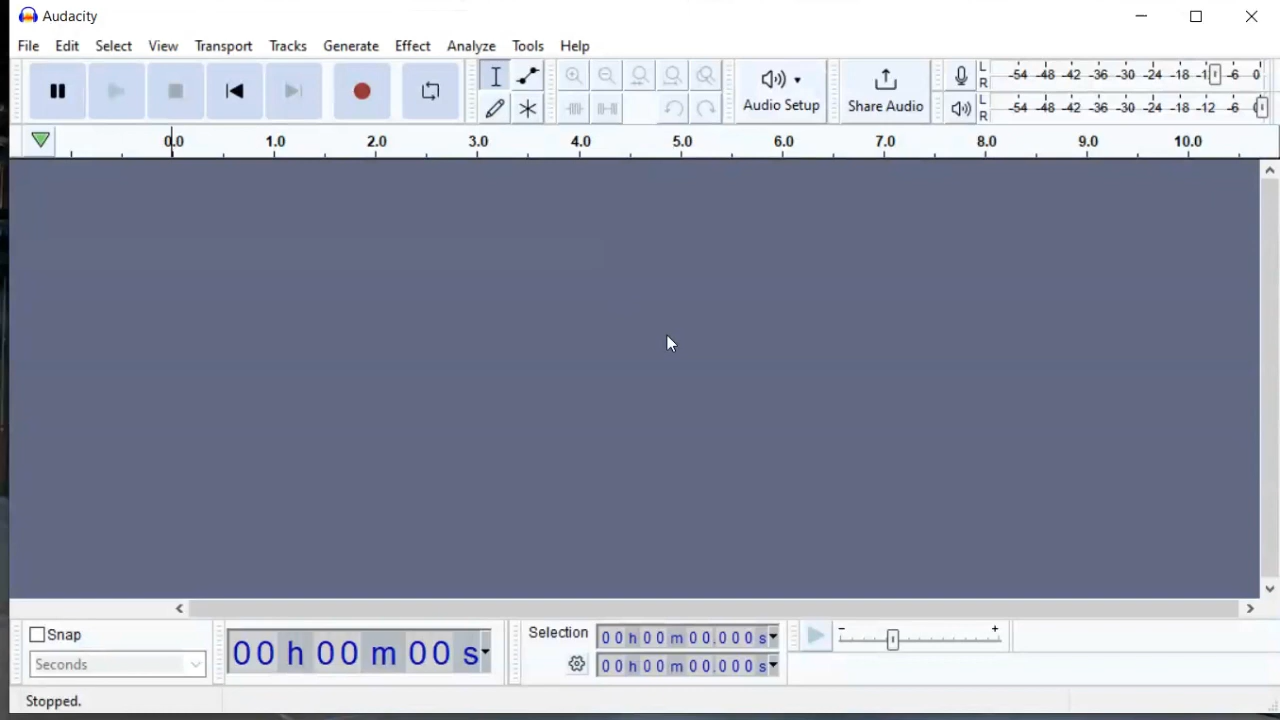 Audacity
File Edit Select View Transport Tracks Generate Effect Analyze Tools Help
Audio Setup
Share Audio
L
R
-54 -48 -42 -36 -30 -24 -18 -1 -6 0
L
R
-54 -48 -42 -36 -30 -24 -18 -12 -6
0.0 1.0 2.0 3.0 4.0 5.0 6.0 7.0 8.0 9.0 10.0
Snap
Seconds
00 h 00 m 00 s
Selection
00 h 00 m 00.000 s
00 h 00 m 00.000 s
- +
Stopped.